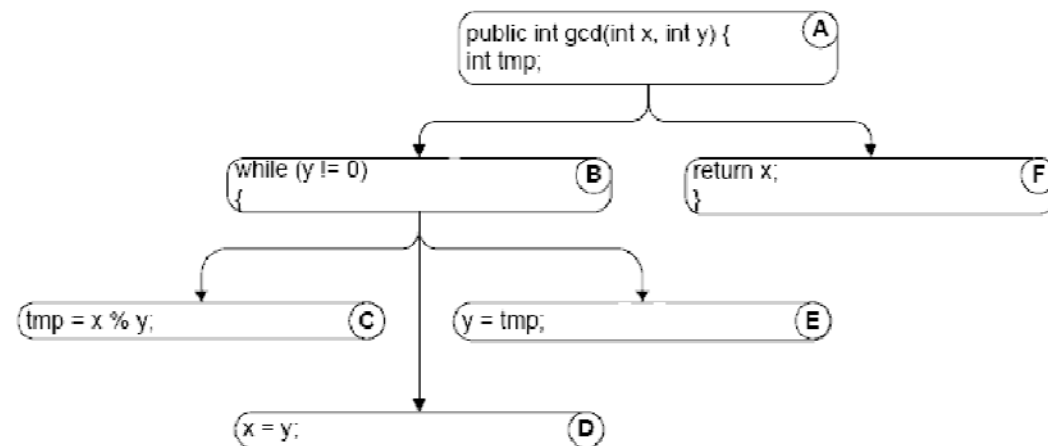 public int gcd(int x, int y) {
int tmp;
A
while (y != 0)
{
B
return x;
}
F
tmp = x % y;
C
y = tmp;
E
x = y;
D